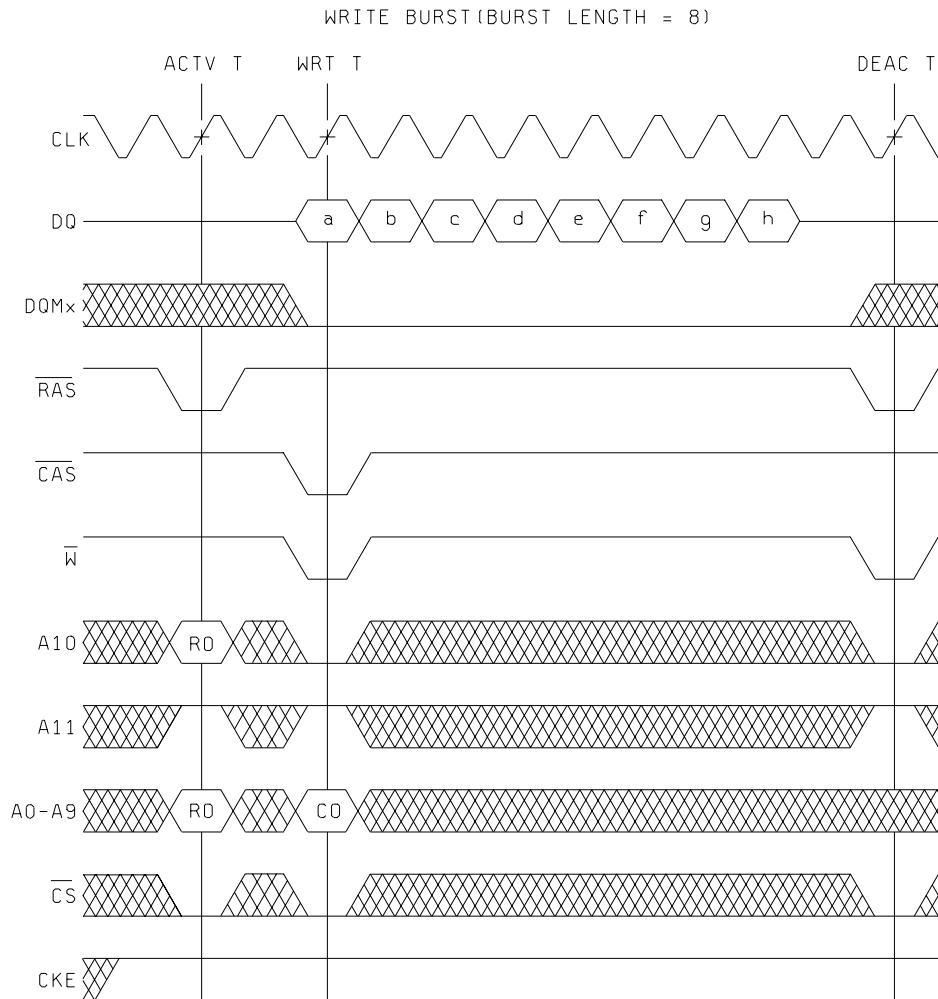 WRITE BURST(BURST LENGTH = 8)
ACTV T WRT T DEAC T
CLK
DQ a b c d e f g h
DQMx
RAS
CAS
W
A10 R0
A11
A0-A9 R0 C0
CS
CKE